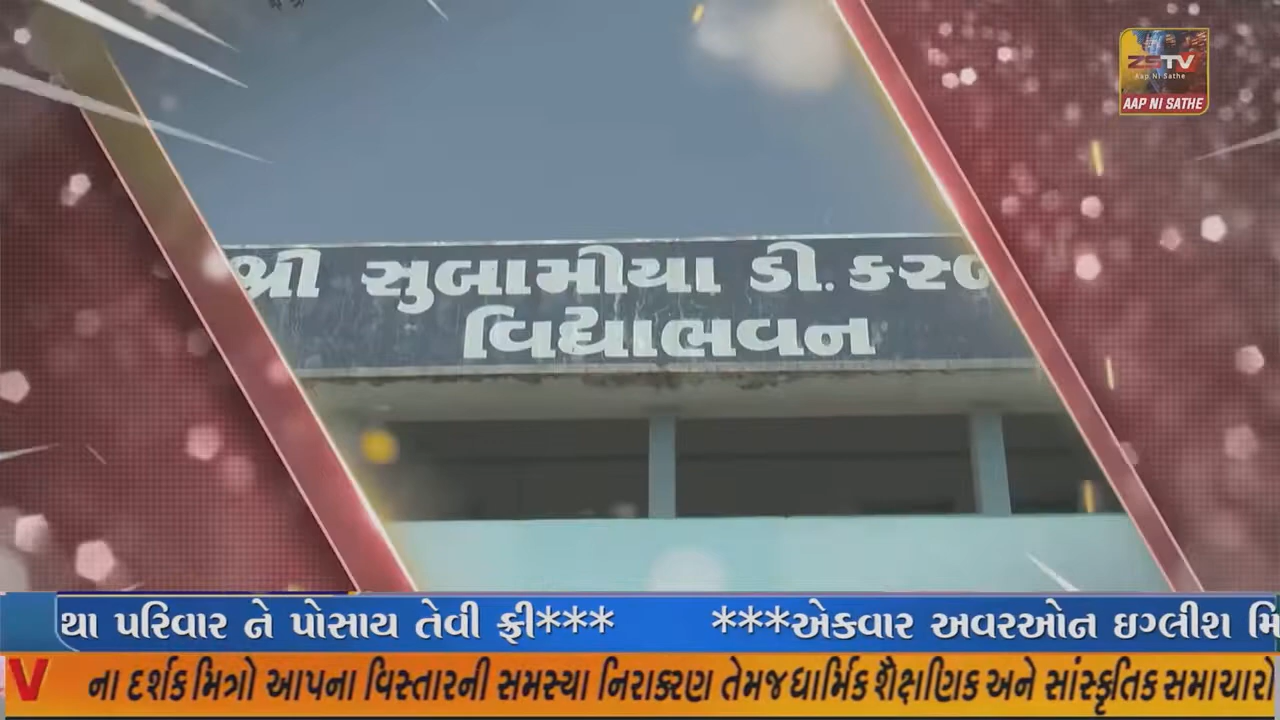 ZSTV
Aap Ni Sathe
AAP NI SATHE
શ્રી સુબામીયા ડી. કરબ
વિદ્યાભવન
થા પરિવાર ને પોસાય તેવી ફ્રી*** ***એકવાર અવરઓન ઇગ્લીશ મિ
V ના દર્શક મિત્રો આપના વિસ્તારની સમસ્યા નિરાકરણ તેમજ ધાર્મિક શૈક્ષણિક અને સાંસ્કૃતિક સમાચારો